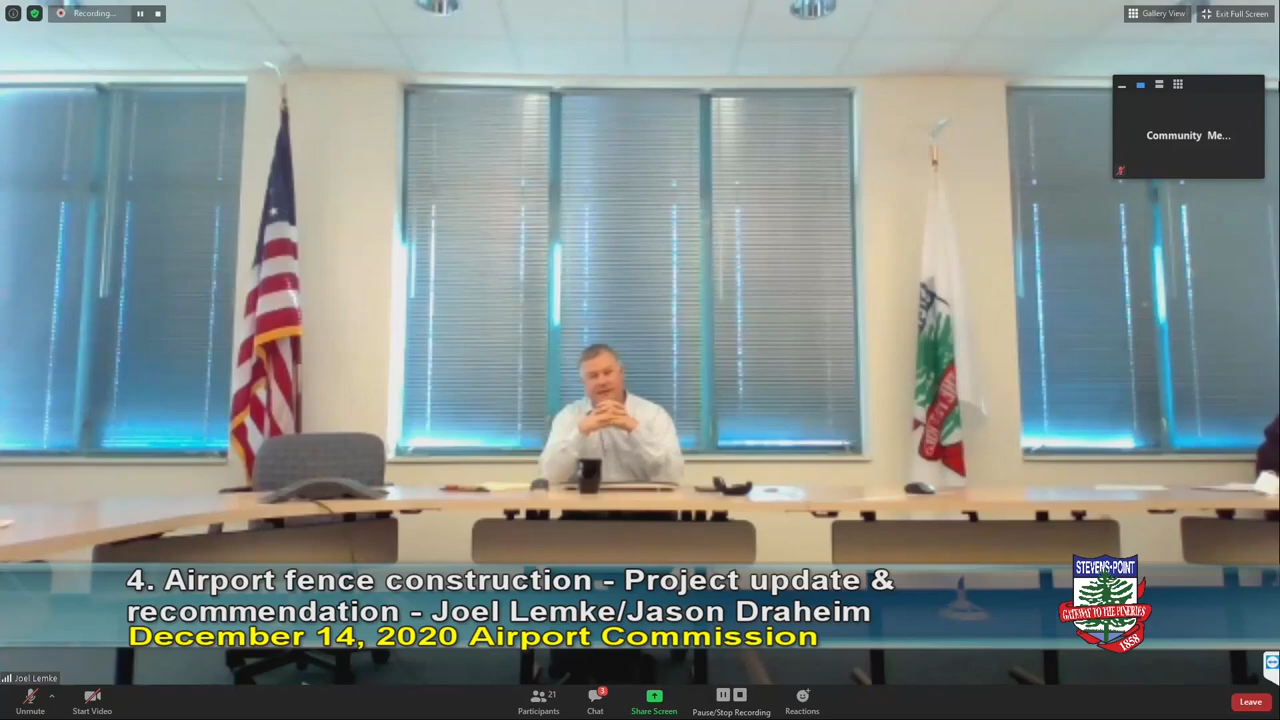 Recording...
Gallery View
Exit Full Screen
Community Me...
4. Airport fence construction - Project update &
recommendation - Joel Lemke/Jason Draheim
December 14, 2020 Airport Commission
STEVENS POINT
GATEWAY TO THE PINERIES
1858
Joel Lemke
Unmute
Start Video
21
Participants
3
Chat
Share Screen
Pause/Stop Recording
Reactions
Leave